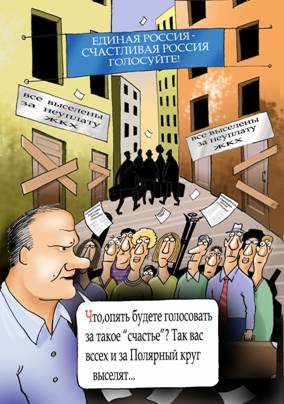 ЕДИНАЯ РОССИЯ -
СЧАСТЛИВАЯ РОССИЯ
ГОЛОСУЙТЕ!
все выселены
за неуплату
ЖКХ
все выселены
за неуплату
ЖКХ
Что,опять будете голосовать
за такое “счастье”? Так вас
вссех и за Полярный круг
выселят...